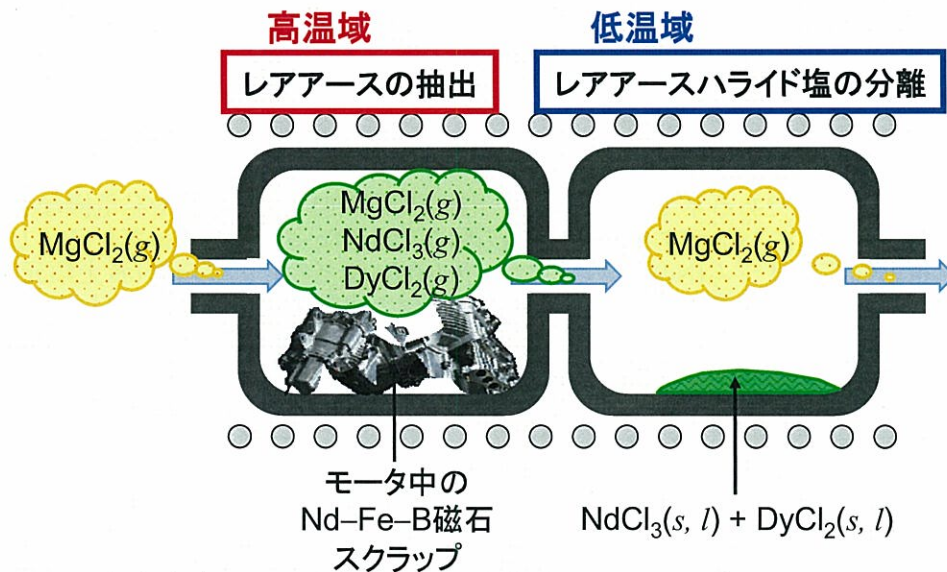 高温域
低温域
レアアースの抽出
レアアースハライド塩の分離
MgCl₂(g)
MgCl₂(g)
NdCl₃(g)
DyCl₂(g)
MgCl₂(g)
モータ中の
Nd–Fe–B磁石
スクラップ
NdCl₃(s, l) + DyCl₂(s, l)